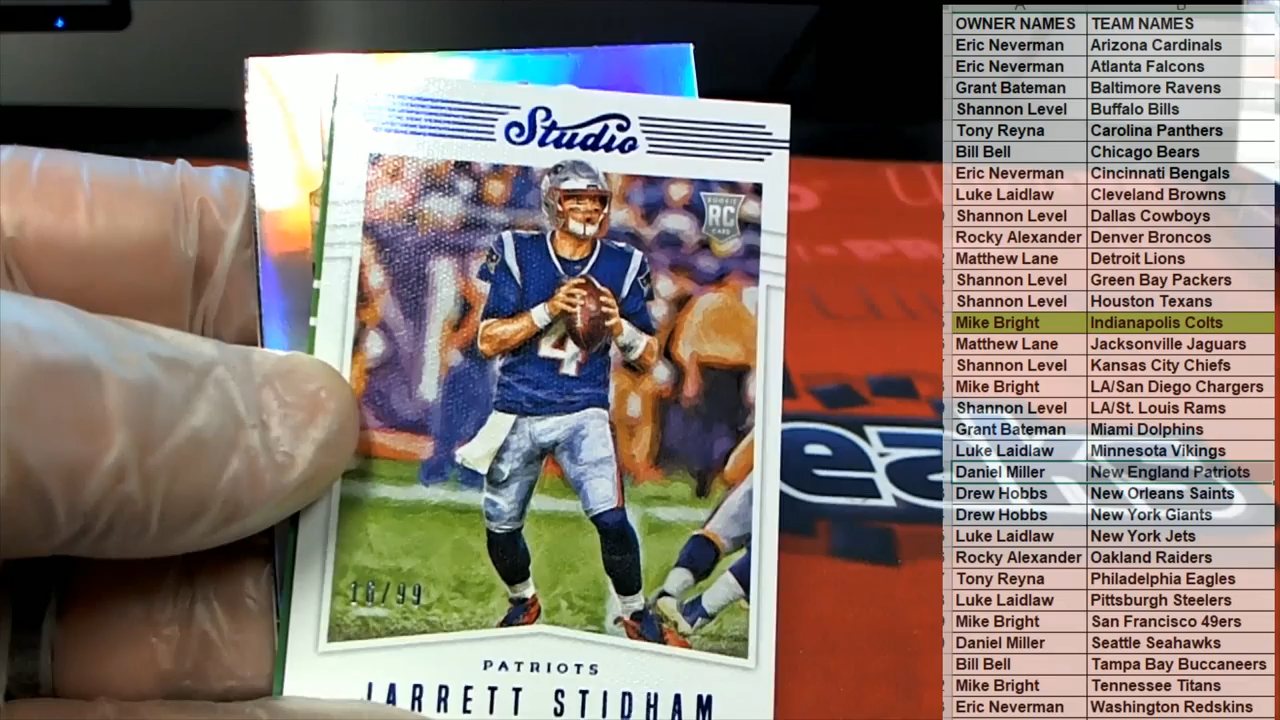 Studio
ROOKIE
RC
CARD
4
16/99
PATRIOTS
JARRETT STIDHAM
eaks
OWNER NAMES TEAM NAMES
Eric Neverman Arizona Cardinals
Eric Neverman Atlanta Falcons
Grant Bateman Baltimore Ravens
Shannon Level Buffalo Bills
Tony Reyna Carolina Panthers
Bill Bell Chicago Bears
Eric Neverman Cincinnati Bengals
Luke Laidlaw Cleveland Browns
Shannon Level Dallas Cowboys
Rocky Alexander Denver Broncos
Matthew Lane Detroit Lions
Shannon Level Green Bay Packers
Shannon Level Houston Texans
Mike Bright Indianapolis Colts
Matthew Lane Jacksonville Jaguars
Shannon Level Kansas City Chiefs
Mike Bright LA/San Diego Chargers
Shannon Level LA/St. Louis Rams
Grant Bateman Miami Dolphins
Luke Laidlaw Minnesota Vikings
Daniel Miller New England Patriots
Drew Hobbs New Orleans Saints
Drew Hobbs New York Giants
Luke Laidlaw New York Jets
Rocky Alexander Oakland Raiders
Tony Reyna Philadelphia Eagles
Luke Laidlaw Pittsburgh Steelers
Mike Bright San Francisco 49ers
Daniel Miller Seattle Seahawks
Bill Bell Tampa Bay Buccaneers
Mike Bright Tennessee Titans
Eric Neverman Washington Redskins